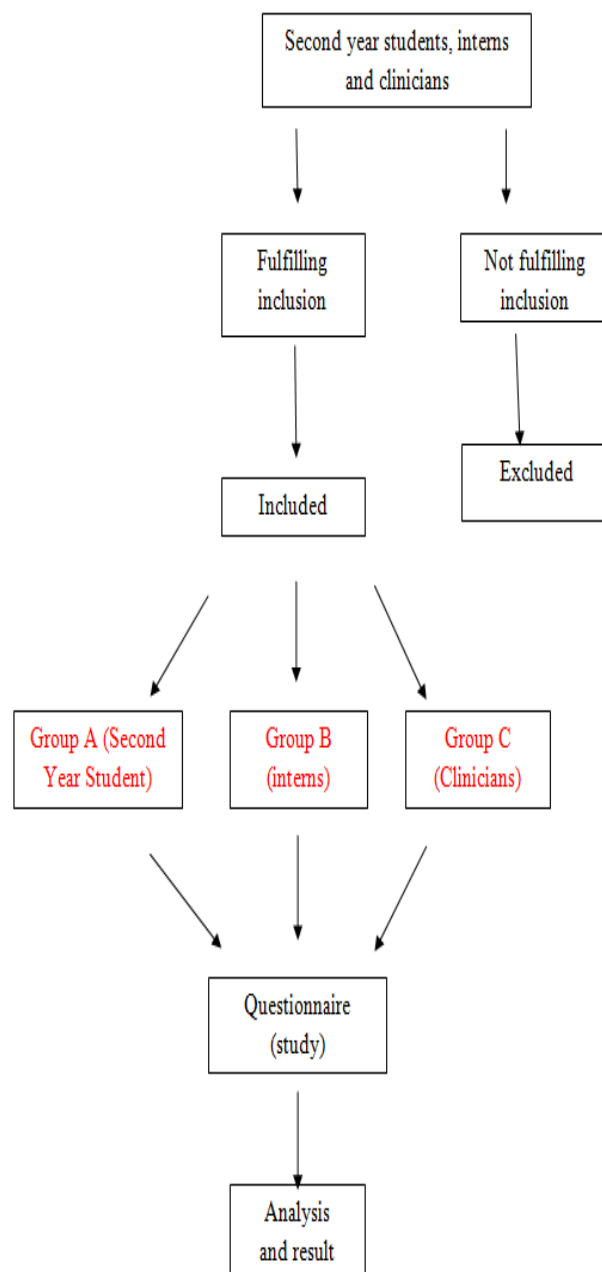 Second year students, interns
and clinicians
Fulfilling
inclusion
Not fulfilling
inclusion
Included
Excluded
Group A (Second
Year Student)
Group B
(interns)
Group C
(Clinicians)
Questionnaire
(study)
Analysis
and result